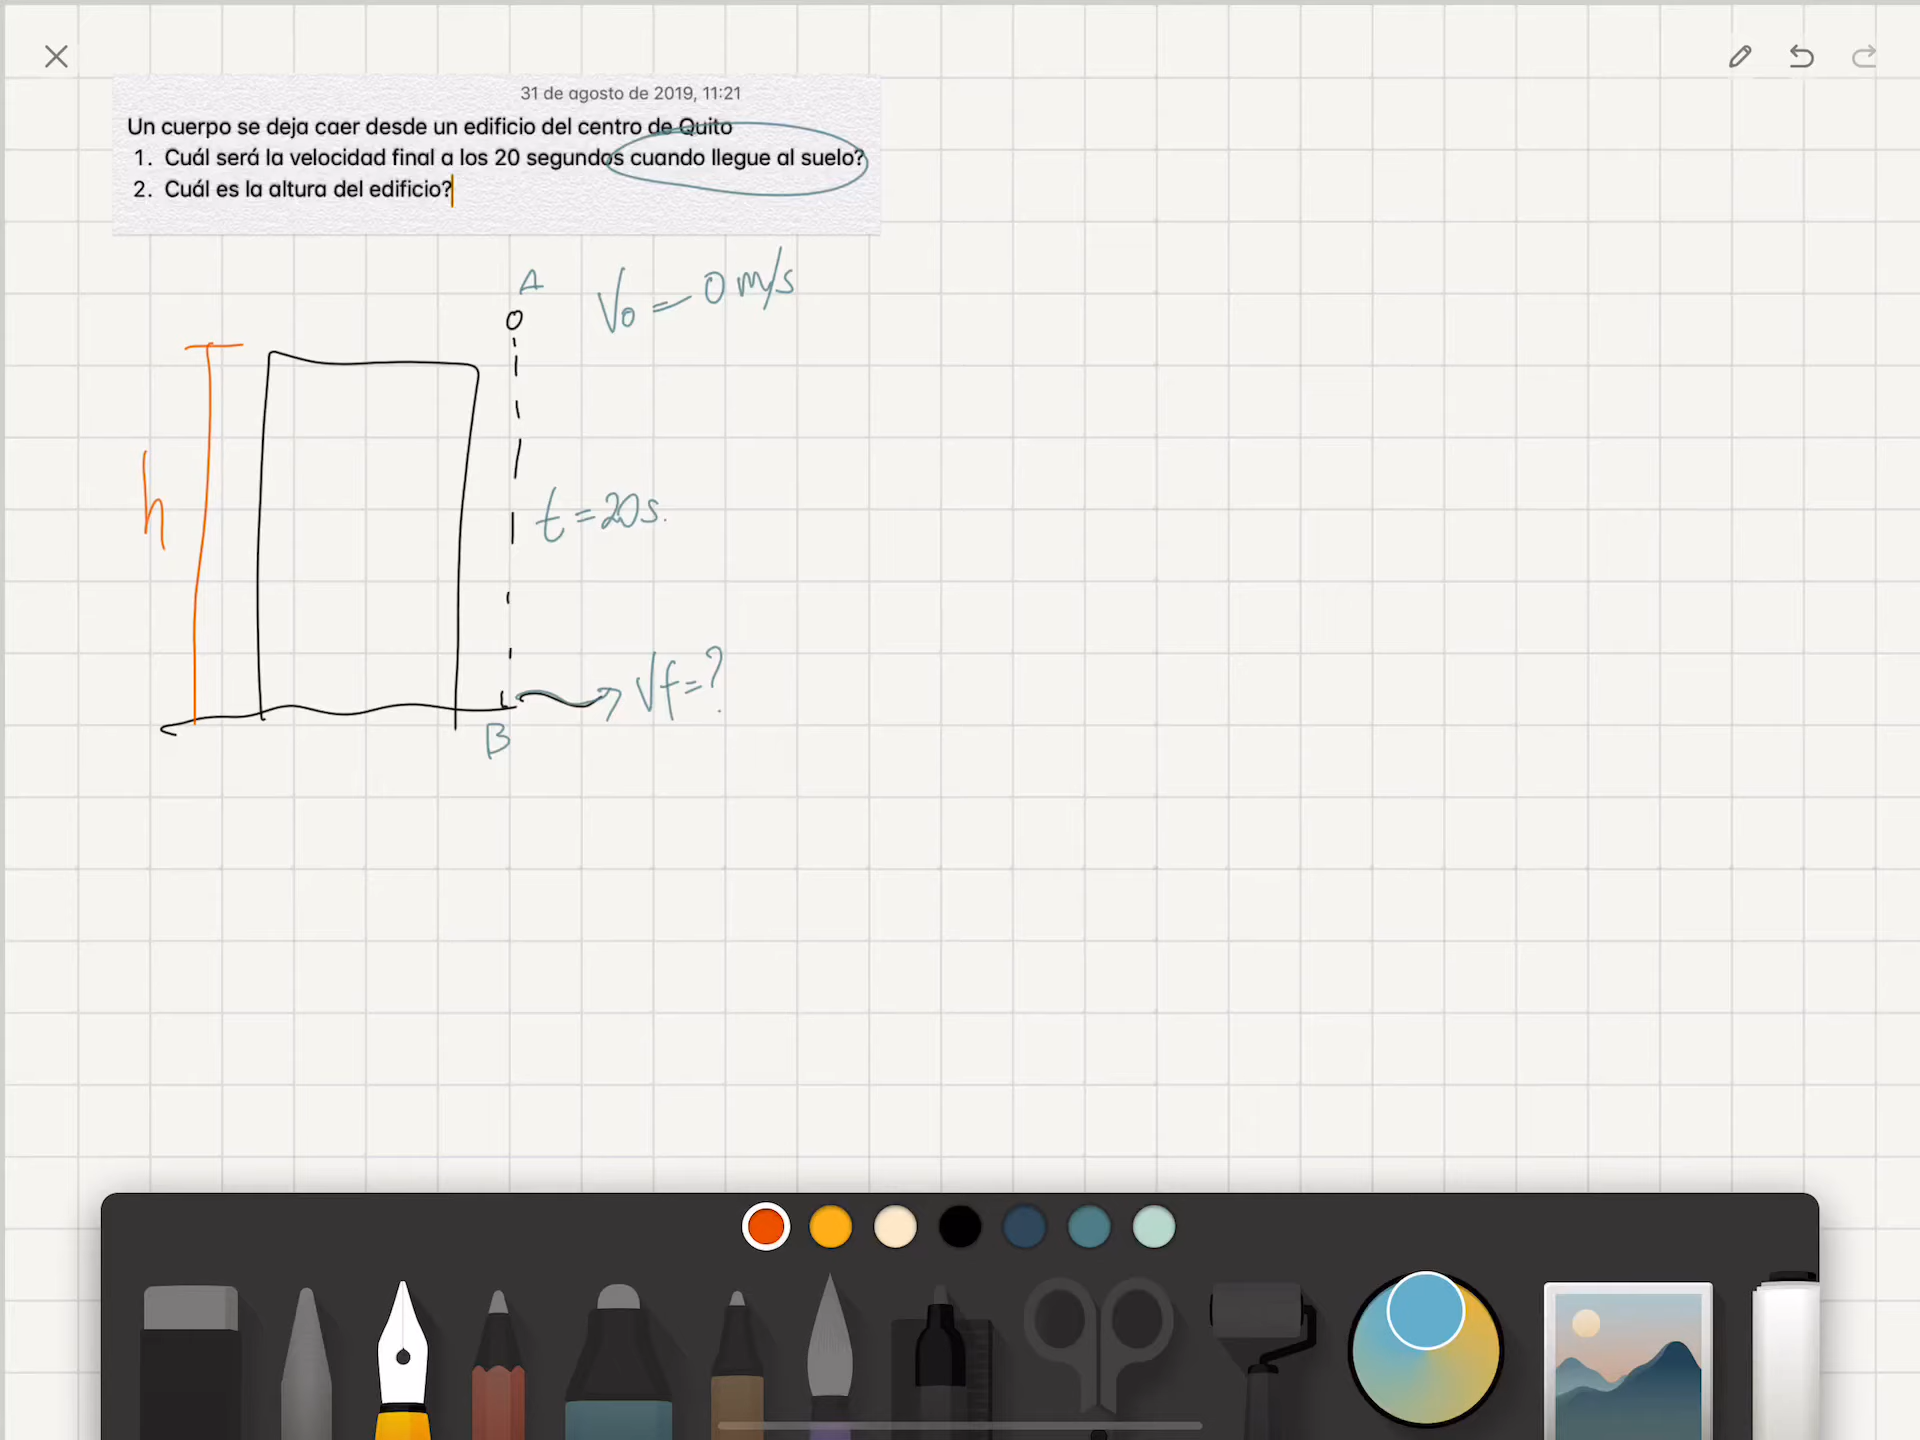 31 de agosto de 2019, 11:21
Un cuerpo se deja caer desde un edificio del centro de Quito
1. Cuál será la velocidad final a los 20 segundos cuando llegue al suelo?
2. Cuál es la altura del edificio?
A
Vo = 0 m/s
h
t = 20s.
Vf = ?
B